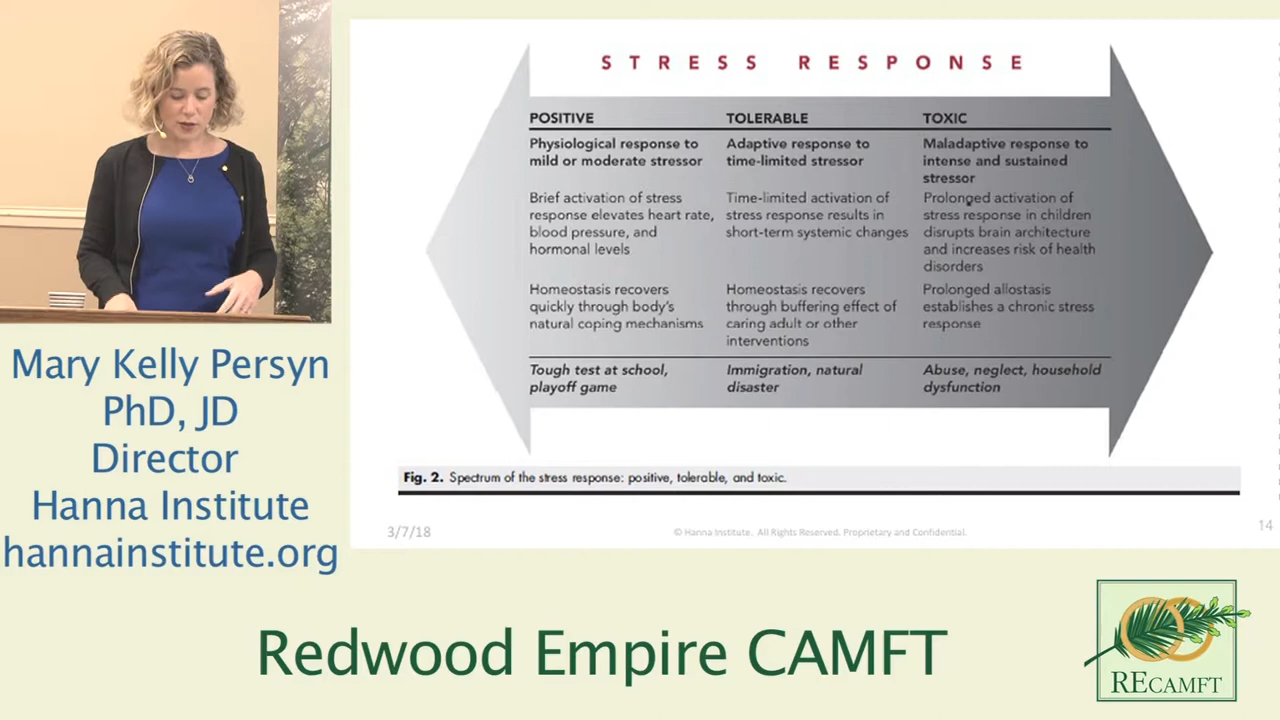 STRESS RESPONSE
POSITIVE
Physiological response to
mild or moderate stressor
Brief activation of stress
response elevates heart rate,
blood pressure, and
hormonal levels
Homeostasis recovers
quickly through body's
natural coping mechanisms
Tough test at school,
playoff game
TOLERABLE
Adaptive response to
time-limited stressor
Time-limited activation of
stress response results in
short-term systemic changes
Homeostasis recovers
through buffering effect of
caring adult or other
interventions
Immigration, natural
disaster
TOXIC
Maladaptive response to
intense and sustained
stressor
Prolonged activation of
stress response in children
disrupts brain architecture
and increases risk of health
disorders
Prolonged allostasis
establishes a chronic stress
response
Abuse, neglect, household
dysfunction
Fig. 2. Spectrum of the stress response: positive, tolerable, and toxic.
3/7/18
© Hanna Institute. All Rights Reserved. Proprietary and Confidential.
14
Mary Kelly Persyn
PhD, JD
Director
Hanna Institute
hannainstitute.org
Redwood Empire CAMFT
RECAMFT